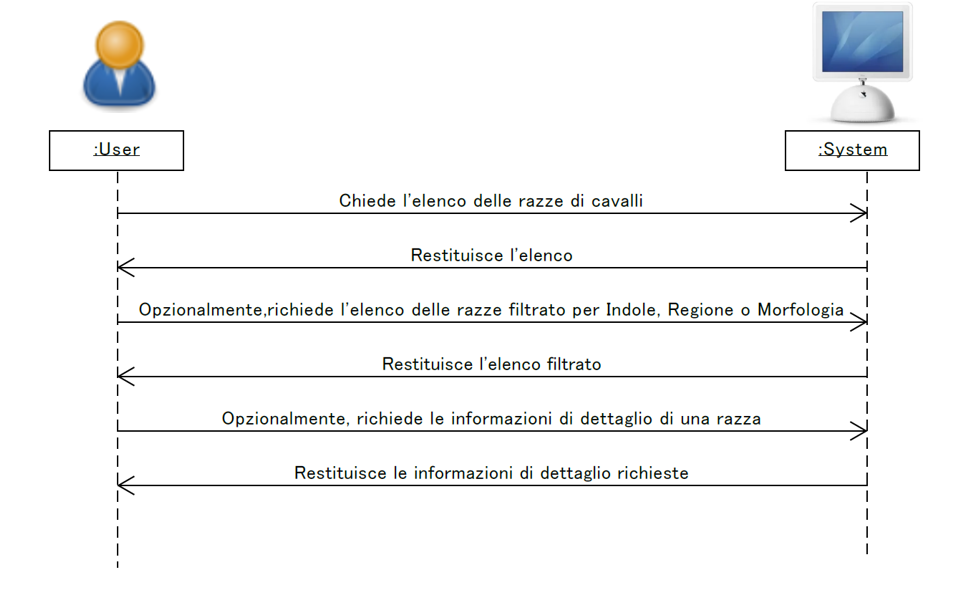 :User
:System
Chiede l'elenco delle razze di cavalli
Restituisce l'elenco
Opzionalmente,richiede l'elenco delle razze filtrato per Indole, Regione o Morfologia
Restituisce l'elenco filtrato
Opzionalmente, richiede le informazioni di dettaglio di una razza
Restituisce le informazioni di dettaglio richieste